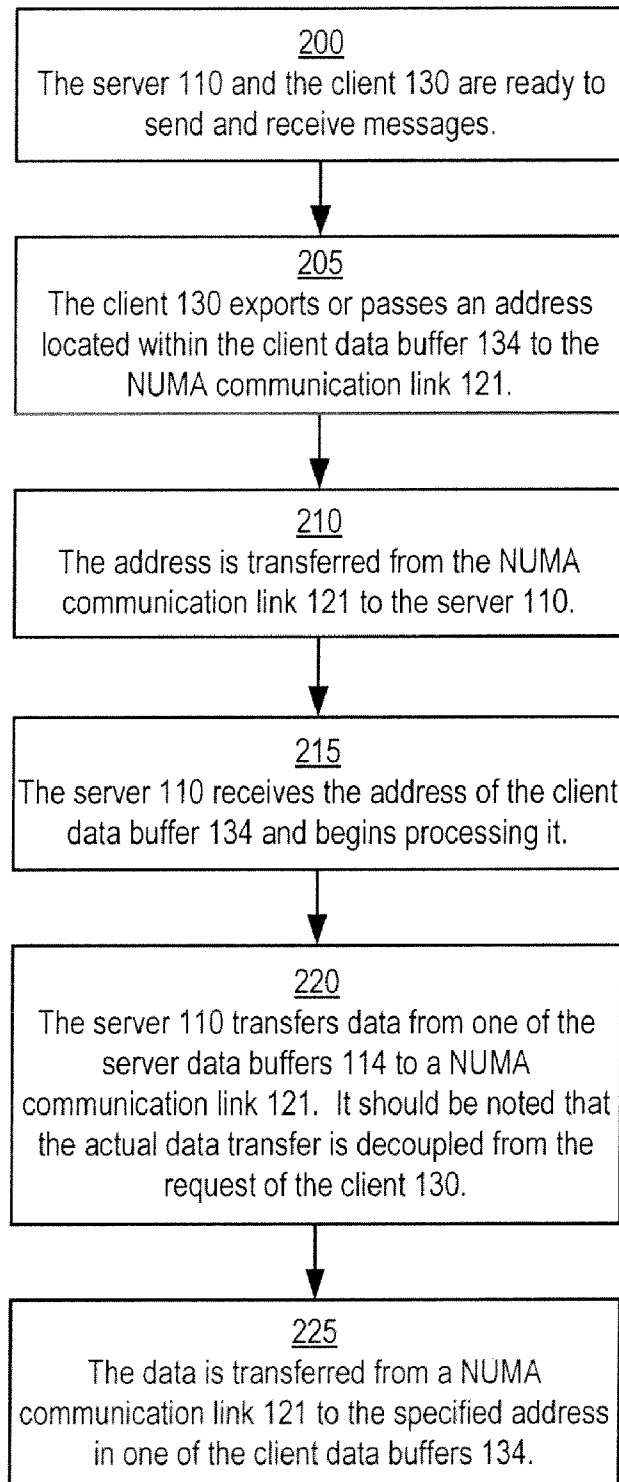 200
The server 110 and the client 130 are ready to
send and receive messages.
205
The client 130 exports or passes an address
located within the client data buffer 134 to the
NUMA communication link 121.
210
The address is transferred from the NUMA
communication link 121 to the server 110.
215
The server 110 receives the address of the client
data buffer 134 and begins processing it.
220
The server 110 transfers data from one of the
server data buffers 114 to a NUMA
communication link 121.  It should be noted that
the actual data transfer is decoupled from the
request of the client 130.
225
The data is transferred from a NUMA
communication link 121 to the specified address
in one of the client data buffers 134.